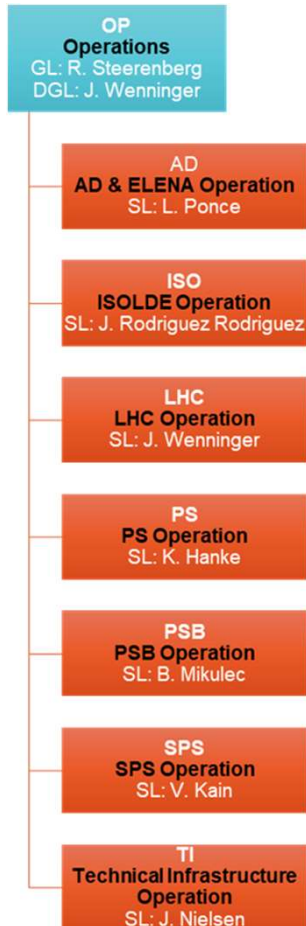 OP
Operations
GL: R. Steerenberg
DGL: J. Wenninger
AD
AD & ELENA Operation
SL: L. Ponce
ISO
ISOLDE Operation
SL: J. Rodriguez Rodriguez
LHC
LHC Operation
SL: J. Wenninger
PS
PS Operation
SL: K. Hanke
PSB
PSB Operation
SL: B. Mikulec
SPS
SPS Operation
SL: V. Kain
TI
Technical Infrastructure
Operation
SL: J. Nielsen